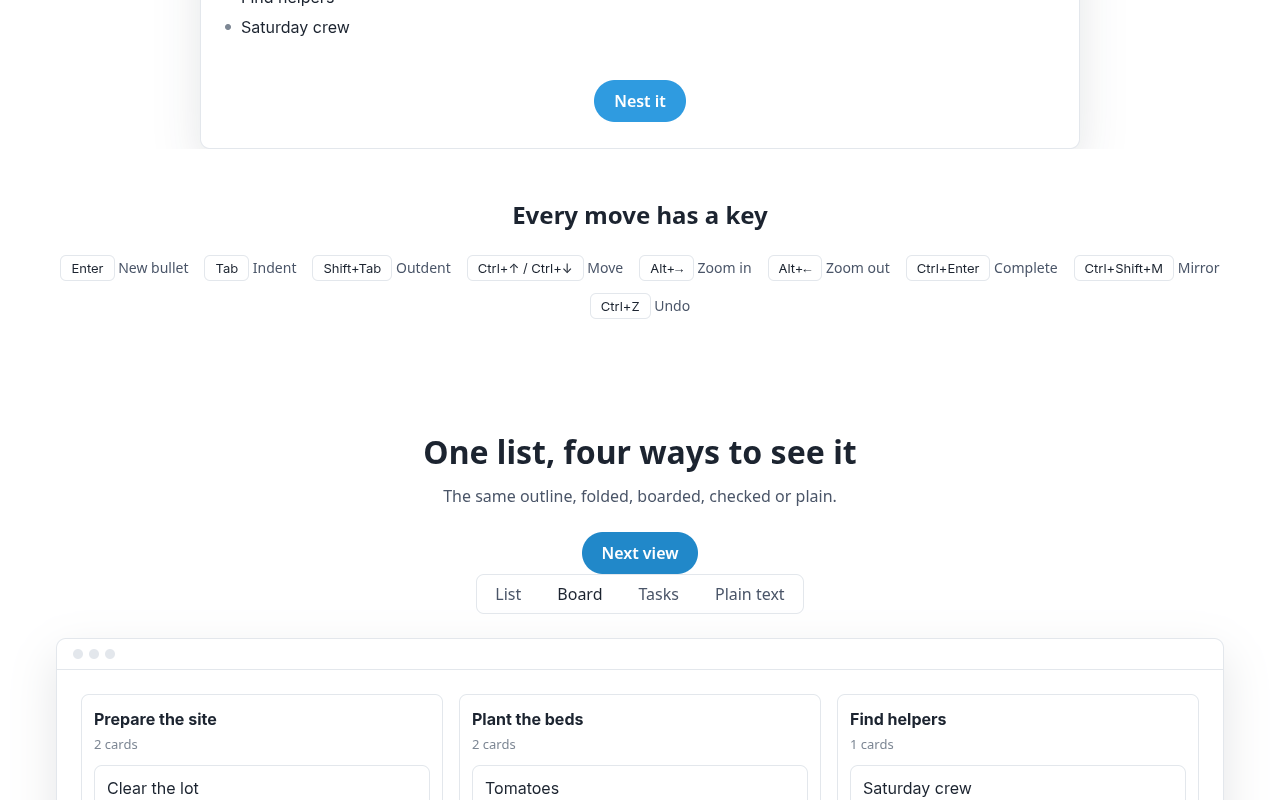 Find helpers
Saturday crew
Nest it
Every move has a key
Enter New bullet Tab Indent Shift+Tab Outdent Ctrl+↑ / Ctrl+↓ Move Alt+→ Zoom in Alt+← Zoom out Ctrl+Enter Complete Ctrl+Shift+M Mirror
Ctrl+Z Undo
One list, four ways to see it
The same outline, folded, boarded, checked or plain.
Next view
List Board Tasks Plain text
Prepare the site Plant the beds Find helpers
2 cards 2 cards 1 cards
Clear the lot Tomatoes Saturday crew